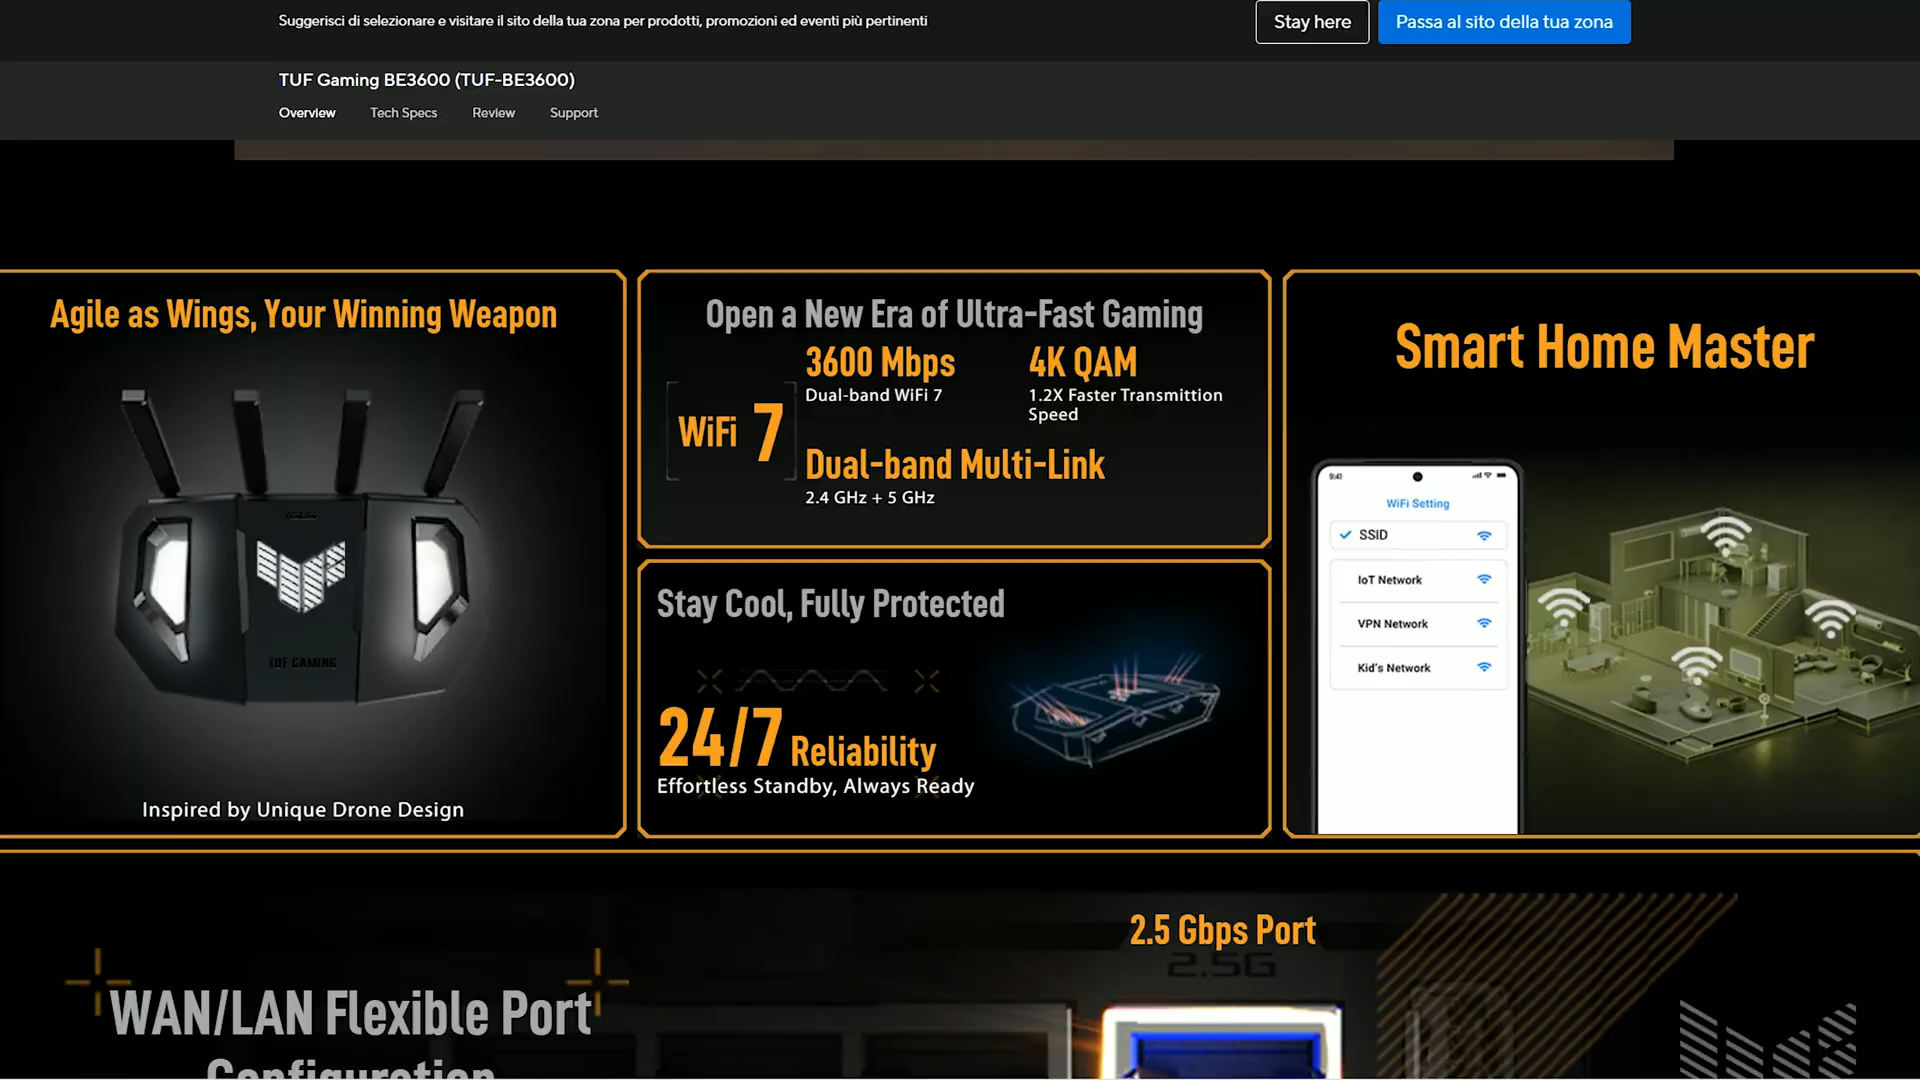 Suggerisci di selezionare e visitare il sito della tua zona per prodotti, promozioni ed eventi più pertinenti
Stay here
Passa al sito della tua zona
TUF Gaming BE3600 (TUF-BE3600)
Overview
Tech Specs
Review
Support
Agile as Wings, Your Winning Weapon
ASUS
TUF GAMING
Inspired by Unique Drone Design
Open a New Era of Ultra-Fast Gaming
WiFi 7
3600 Mbps
Dual-band WiFi 7
4K QAM
1.2X Faster Transmittion
Speed
Dual-band Multi-Link
2.4 GHz + 5 GHz
Stay Cool, Fully Protected
24/7 Reliability
Effortless Standby, Always Ready
Smart Home Master
9:41
WiFi Setting
SSID
IoT Network
VPN Network
Kid's Network
WAN/LAN Flexible Port
Configuration
2.5 Gbps Port
2.5G